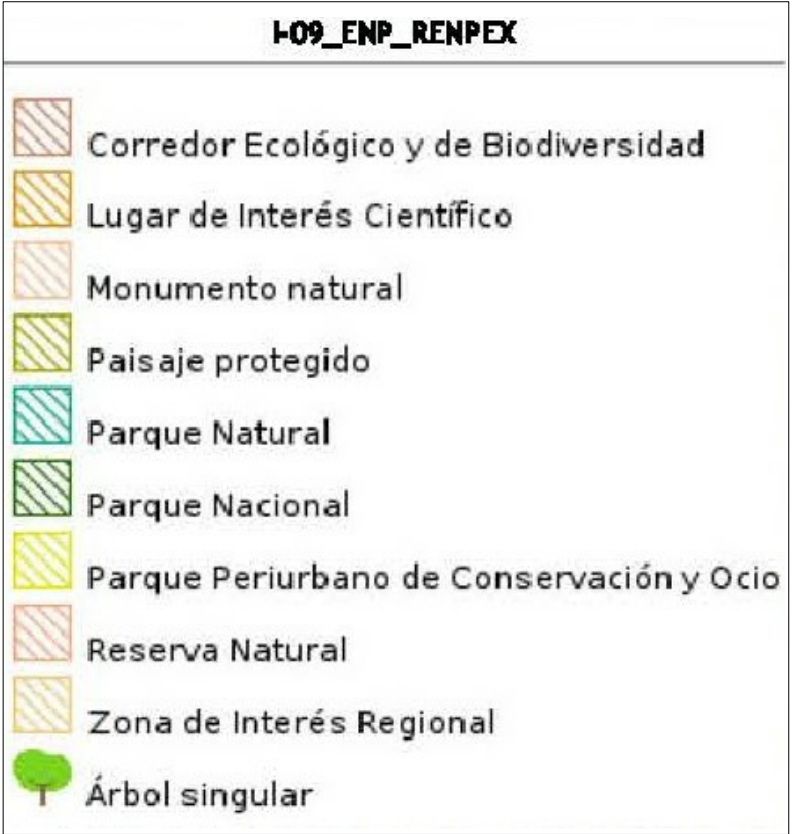 I-09_ENP_RENPEX
Corredor Ecológico y de Biodiversidad
Lugar de Interés Científico
Monumento natural
Paisaje protegido
Parque Natural
Parque Nacional
Parque Periurbano de Conservación y Ocio
Reserva Natural
Zona de Interés Regional
Árbol singular